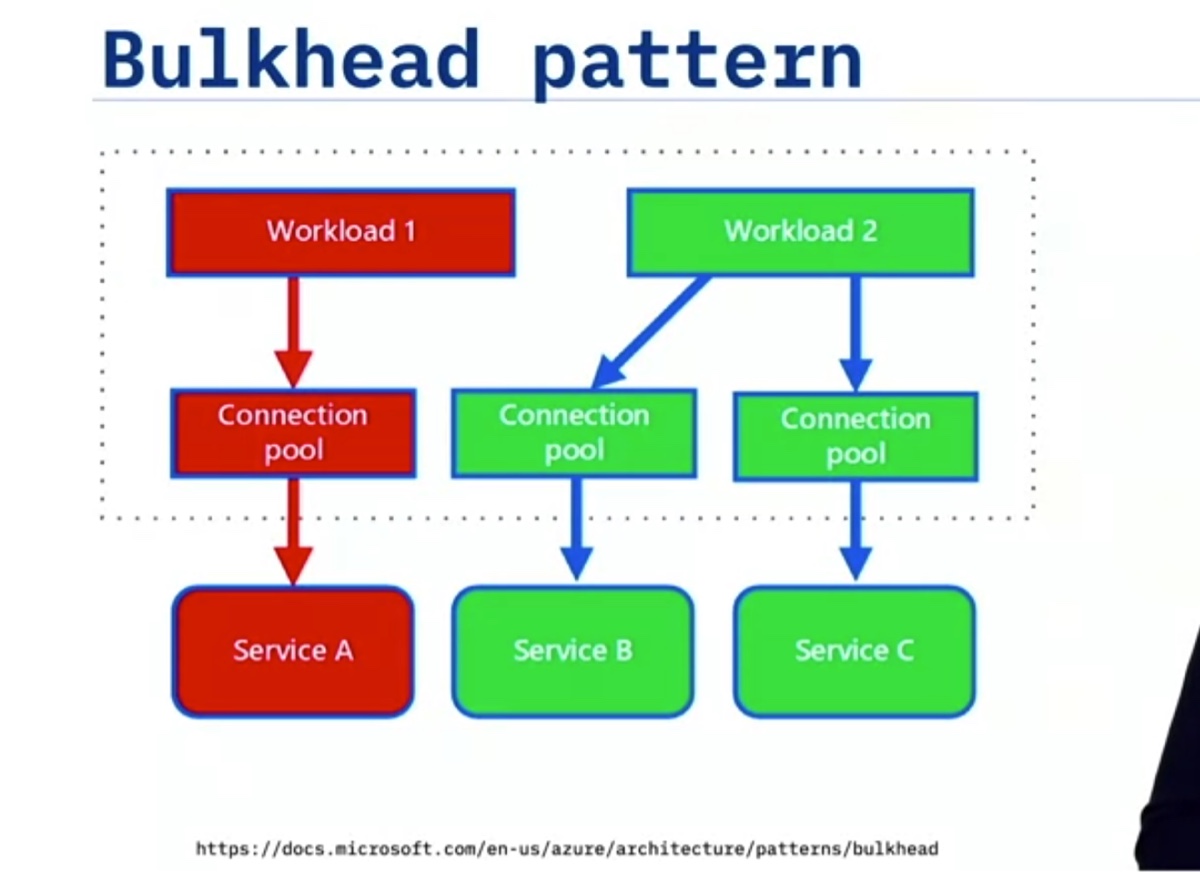 Bulkhead pattern
Workload 1
Workload 2
Connection
pool
Connection
pool
Connection
pool
Service A
Service B
Service C
https://docs.microsoft.com/en-us/azure/architecture/patterns/bulkhead